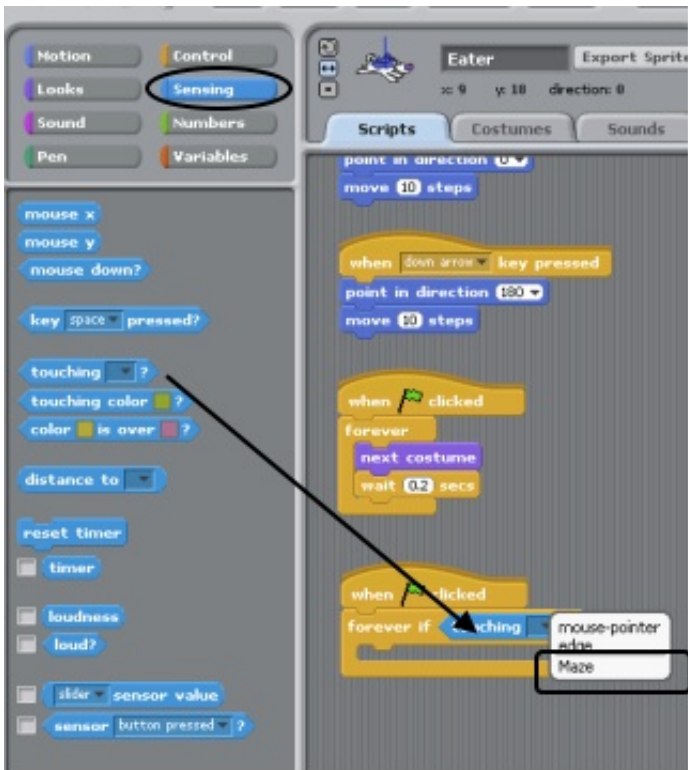 Motion Control
Looks Sensing
Sound Numbers
Pen Variables
mouse x
mouse y
mouse down?
key space pressed?
touching ?
touching color ?
color is over ?
distance to
reset timer
timer
loudness
loud?
slider sensor value
sensor button pressed ?
Eater Export Sprite
x: 9 y: 18 direction: 0
Scripts Costumes Sounds
point in direction 0
move 10 steps
when down arrow key pressed
point in direction 180
move 10 steps
when clicked
forever
next costume
wait 0.2 secs
when clicked
forever if touching
mouse-pointer
edge
Maze